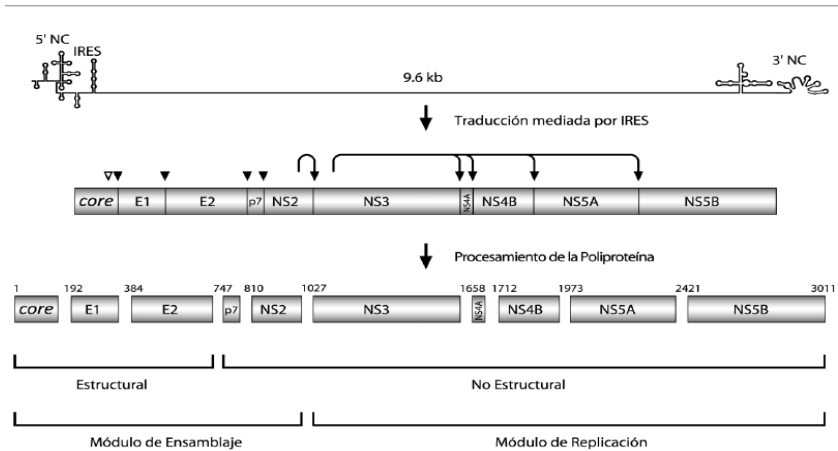 5' NC
IRES
9.6 kb
3' NC
Traducción mediada por IRES
core E1 E2 p7 NS2 NS3 NS4A NS4B NS5A NS5B
Procesamiento de la Poliproteína
1 192 384 747 810 1027 1658 1712 1973 2421 3011
core E1 E2 p7 NS2 NS3 NS4A NS4B NS5A NS5B
Estructural No Estructural
Módulo de Ensamblaje Módulo de Replicación